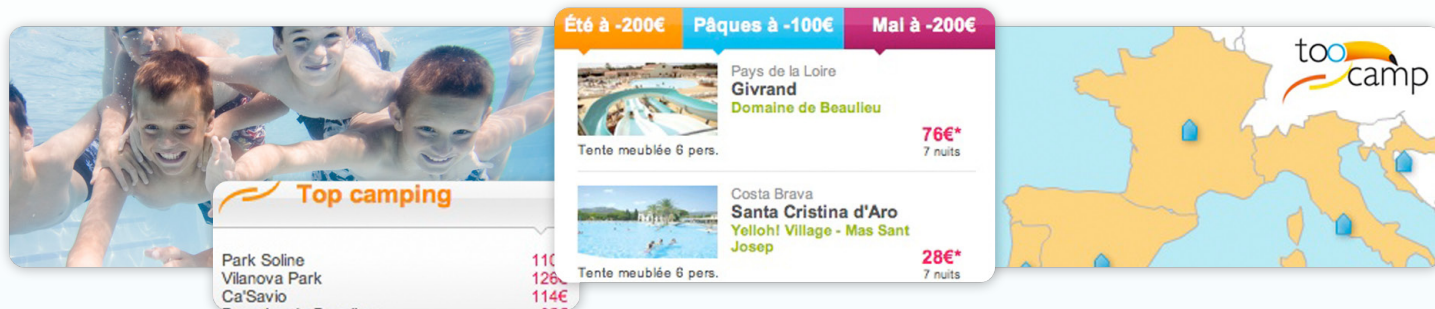 Top camping
Park Soline
Vilanova Park
Ca'Savio
114€
Été à -200€
Pâques à -100€
Mai à -200€
Pays de la Loire
Givrand
Domaine de Beaulieu
76€*
Tente meublée 6 pers.
7 nuits
Costa Brava
Santa Cristina d'Aro
Yelloh! Village - Mas Sant
Josep
28€*
Tente meublée 6 pers.
7 nuits
too
camp